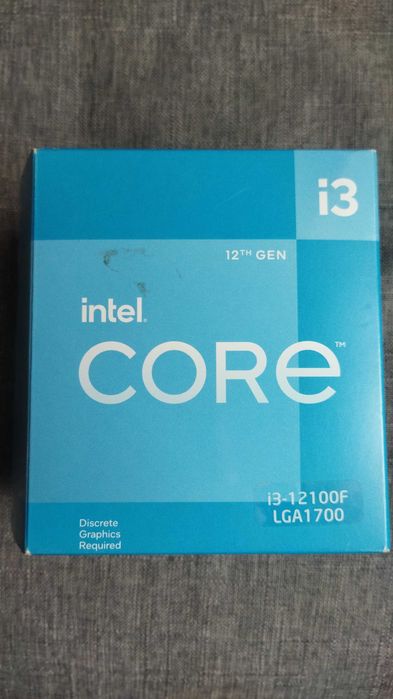 i3
12TH GEN
intel.
CORe™
i3-12100F
LGA1700
Discrete
Graphics
Required